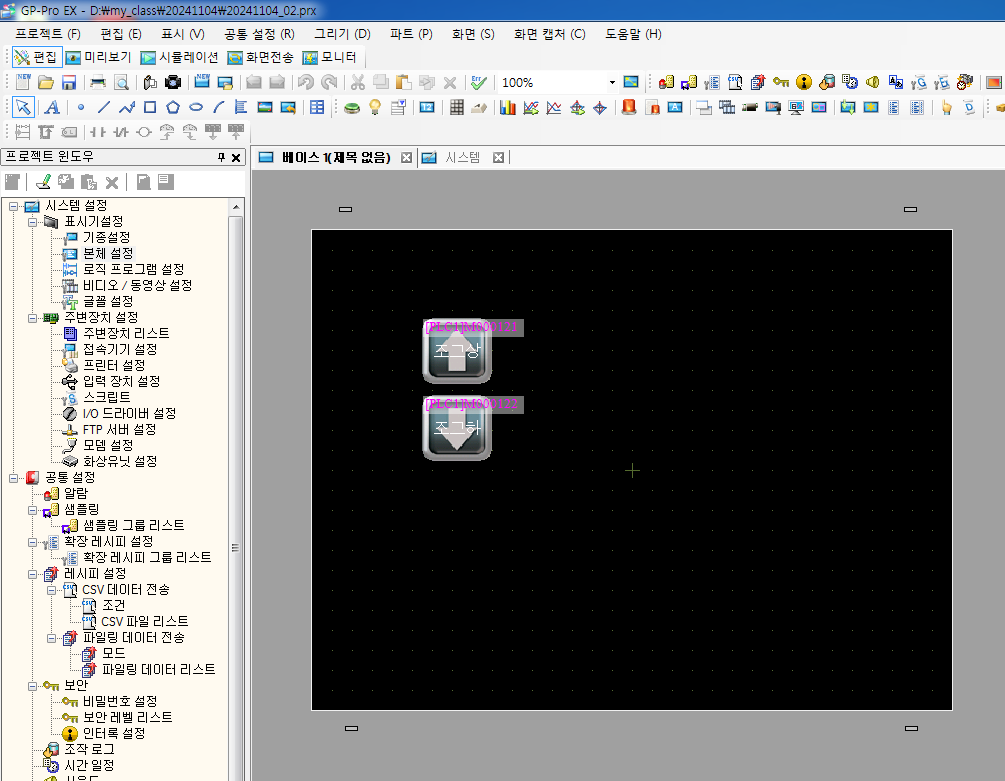 GP-Pro EX - D:\my_class\20241104\20241104_02.prx
프로젝트 (F) 편집 (E) 표시 (V) 공통 설정 (R) 그리기 (D) 파트 (P) 화면 (S) 화면 캡처 (C) 도움말 (H)
편집 미리보기 시뮬레이션 화면전송 모니터
100%
프로젝트 윈도우
베이스 1(제목 없음) 시스템
시스템 설정
표시기설정
기종설정
본체 설정
로직 프로그램 설정
비디오 / 동영상 설정
글꼴 설정
주변장치 설정
주변장치 리스트
접속기기 설정
프린터 설정
입력 장치 설정
스크립트
I/O 드라이버 설정
FTP 서버 설정
모뎀 설정
화상유닛 설정
공통 설정
알람
샘플링
샘플링 그룹 리스트
확장 레시피 설정
확장 레시피 그룹 리스트
레시피 설정
CSV 데이터 전송
조건
CSV 파일 리스트
파일링 데이터 전송
모드
파일링 데이터 리스트
보안
비밀번호 설정
보안 레벨 리스트
인터록 설정
조작 로그
시간 일정
조그상
조그하